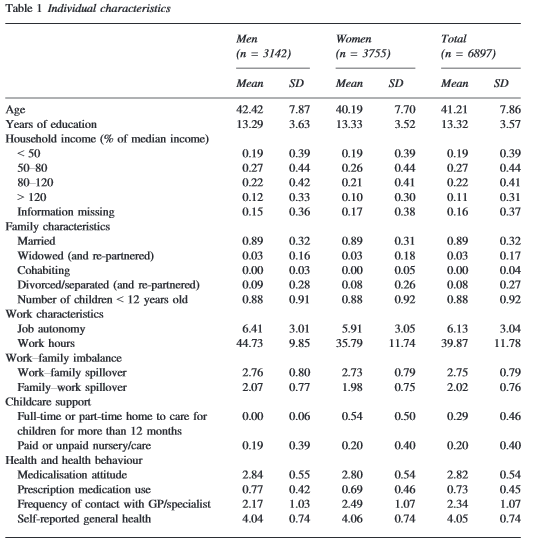 Table 1 Individual characteristics
Men Women Total
(n = 3142) (n = 3755) (n = 6897)
Mean SD Mean SD Mean SD
Age 42.42 7.87 40.19 7.70 41.21 7.86
Years of education 13.29 3.63 13.33 3.52 13.32 3.57
Household income (% of median income)
< 50 0.19 0.39 0.19 0.39 0.19 0.39
50–80 0.27 0.44 0.26 0.44 0.27 0.44
80–120 0.22 0.42 0.21 0.41 0.22 0.41
> 120 0.12 0.33 0.10 0.30 0.11 0.31
Information missing 0.15 0.36 0.17 0.38 0.16 0.37
Family characteristics
Married 0.89 0.32 0.89 0.31 0.89 0.32
Widowed (and re-partnered) 0.03 0.16 0.03 0.18 0.03 0.17
Cohabiting 0.00 0.03 0.00 0.05 0.00 0.04
Divorced/separated (and re-partnered) 0.09 0.28 0.08 0.26 0.08 0.27
Number of children < 12 years old 0.88 0.91 0.88 0.92 0.88 0.92
Work characteristics
Job autonomy 6.41 3.01 5.91 3.05 6.13 3.04
Work hours 44.73 9.85 35.79 11.74 39.87 11.78
Work–family imbalance
Work–family spillover 2.76 0.80 2.73 0.79 2.75 0.79
Family–work spillover 2.07 0.77 1.98 0.75 2.02 0.76
Childcare support
Full-time or part-time home to care for 0.00 0.06 0.54 0.50 0.29 0.46
children for more than 12 months
Paid or unpaid nursery/care 0.19 0.39 0.20 0.40 0.20 0.40
Health and health behaviour
Medicalisation attitude 2.84 0.55 2.80 0.54 2.82 0.54
Prescription medication use 0.77 0.42 0.69 0.46 0.73 0.45
Frequency of contact with GP/specialist 2.17 1.03 2.49 1.07 2.34 1.07
Self-reported general health 4.04 0.74 4.06 0.74 4.05 0.74